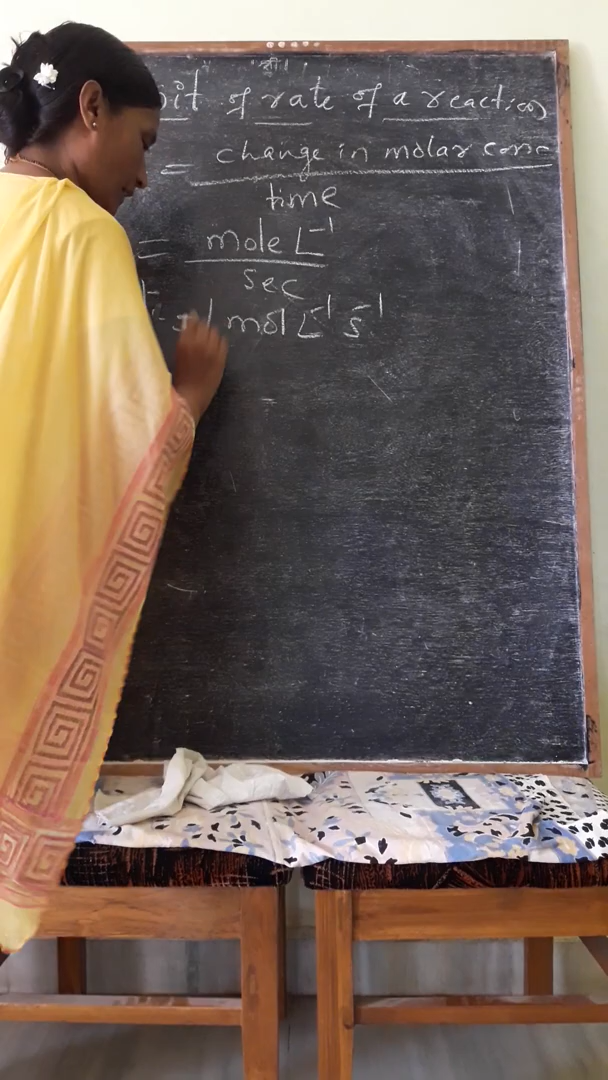 "श्री"
of rate of a reaction
= change in molar conc
time
= mole L⁻¹
sec
mol L⁻¹ s⁻¹